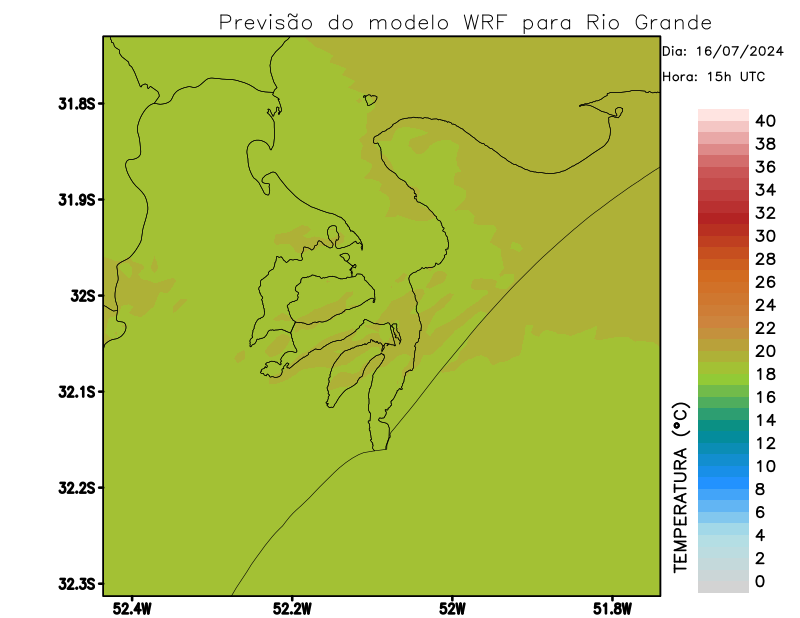 Previsão do modelo WRF para Rio Grande
Dia: 16/07/2024
Hora: 15h UTC
31.8S
31.9S
32S
32.1S
32.2S
32.3S
52.4W
52.2W
52W
51.8W
TEMPERATURA (°C)
40
38
36
34
32
30
28
26
24
22
20
18
16
14
12
10
8
6
4
2
0